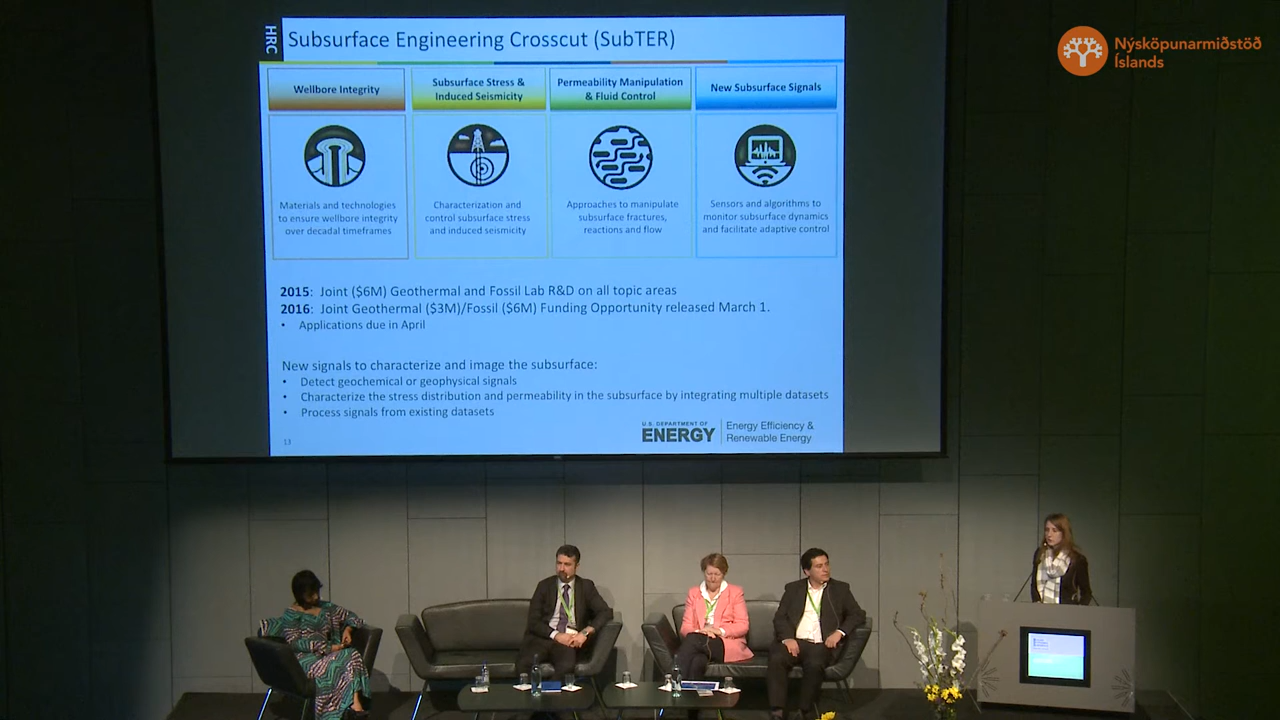 HRC
Subsurface Engineering Crosscut (SubTER)
Nýsköpunarmiðstöð
Íslands
Wellbore Integrity
Subsurface Stress &
Induced Seismicity
Permeability Manipulation
& Fluid Control
New Subsurface Signals
Materials and technologies
to ensure wellbore integrity
over decadal timeframes
Characterization and
control subsurface stress
and induced seismicity
Approaches to manipulate
subsurface fractures,
reactions and flow
Sensors and algorithms to
monitor subsurface dynamics
and facilitate adaptive control
2015: Joint ($6M) Geothermal and Fossil Lab R&D on all topic areas
2016: Joint Geothermal ($3M)/Fossil ($6M) Funding Opportunity released March 1.
• Applications due in April
New signals to characterize and image the subsurface:
• Detect geochemical or geophysical signals
• Characterize the stress distribution and permeability in the subsurface by integrating multiple datasets
• Process signals from existing datasets
13
U.S. DEPARTMENT OF
ENERGY
Energy Efficiency &
Renewable Energy